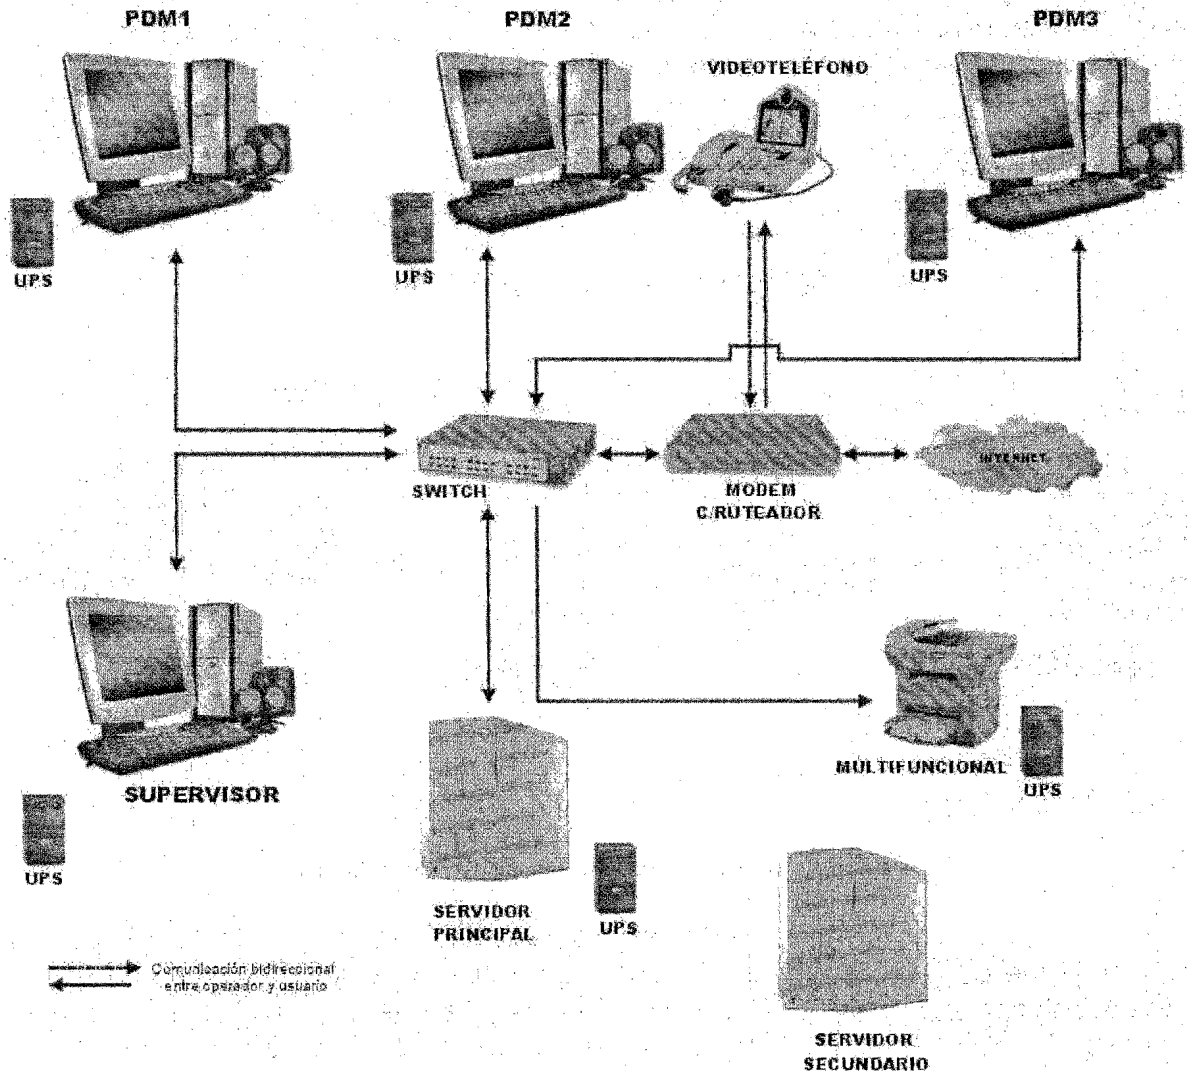 PDM1
PDM2
PDM3
VIDEOTELÉFONO
UPS
UPS
UPS
SWITCH
MODEM
C/RUTEADOR
INTERNET
SUPERVISOR
MULTIFUNCIONAL
UPS
UPS
SERVIDOR
PRINCIPAL
UPS
Comunicación bidireccional
entre operador y usuario
SERVIDOR
SECUNDARIO